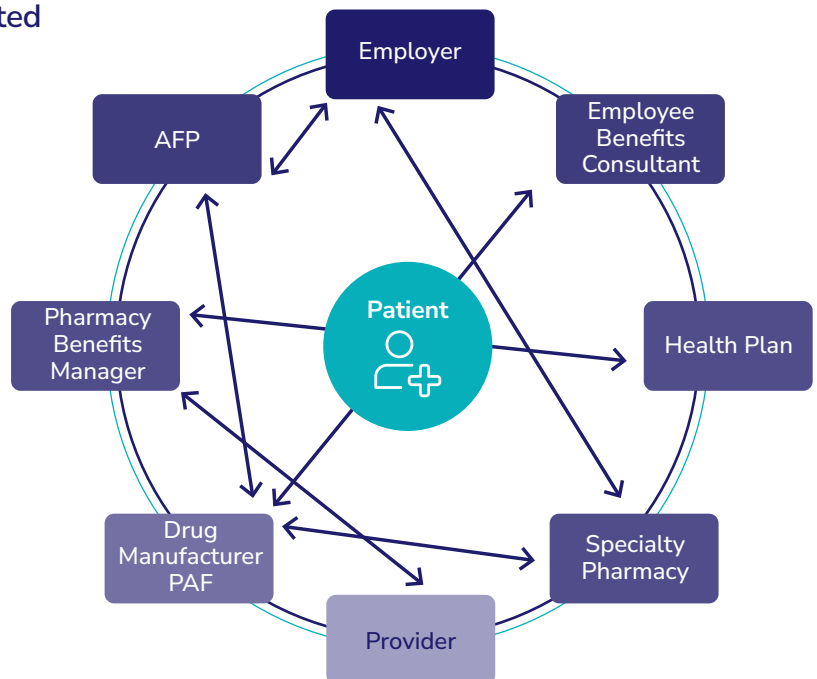 Employer
AFP
Employee
Benefits
Consultant
Patient
Pharmacy
Benefits
Manager
Health Plan
Drug
Manufacturer
PAF
Specialty
Pharmacy
Provider